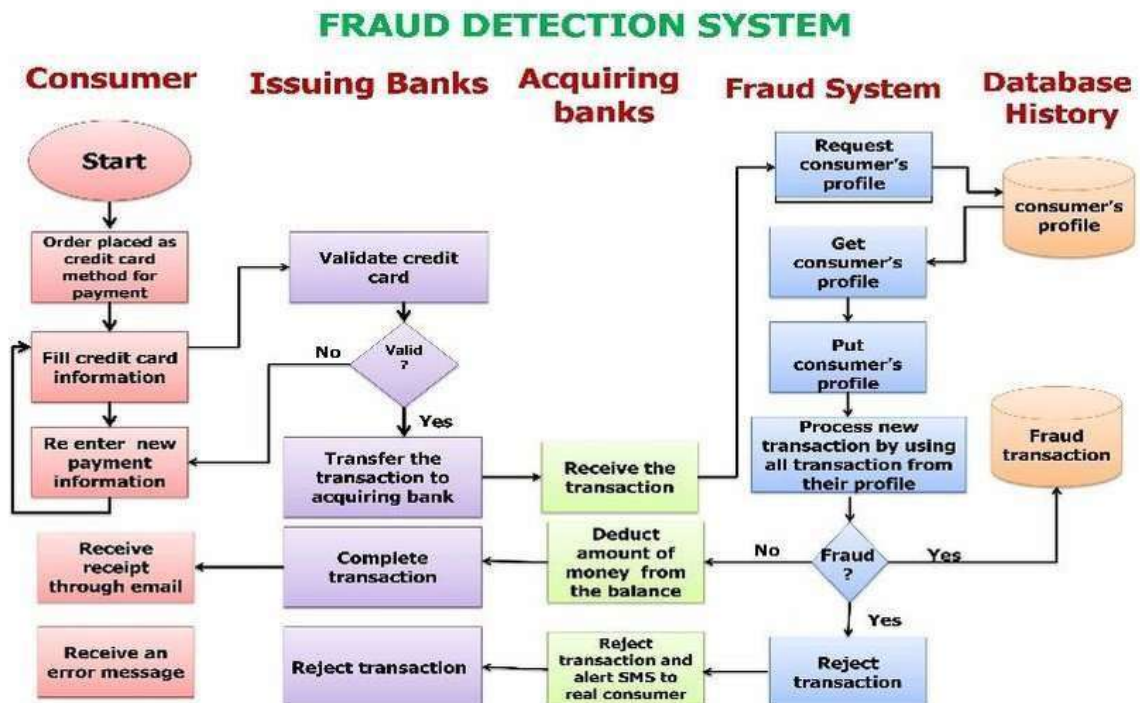 FRAUD DETECTION SYSTEM
Consumer
Issuing Banks
Acquiring
banks
Fraud System
Database
History
Start
Order placed as
credit card
method for
payment
Fill credit card
information
Re enter new
payment
information
Receive
receipt
through email
Receive an
error message
Validate credit
card
Valid
?
No
Yes
Transfer the
transaction to
acquiring bank
Complete
transaction
Reject transaction
Receive the
transaction
Deduct
amount of
money from
the balance
Reject
transaction and
alert SMS to
real consumer
Request
consumer's
profile
Get
consumer's
profile
Put
consumer's
profile
Process new
transaction by using
all transaction from
their profile
Fraud
?
No
Yes
Yes
Reject
transaction
consumer's
profile
Fraud
transaction